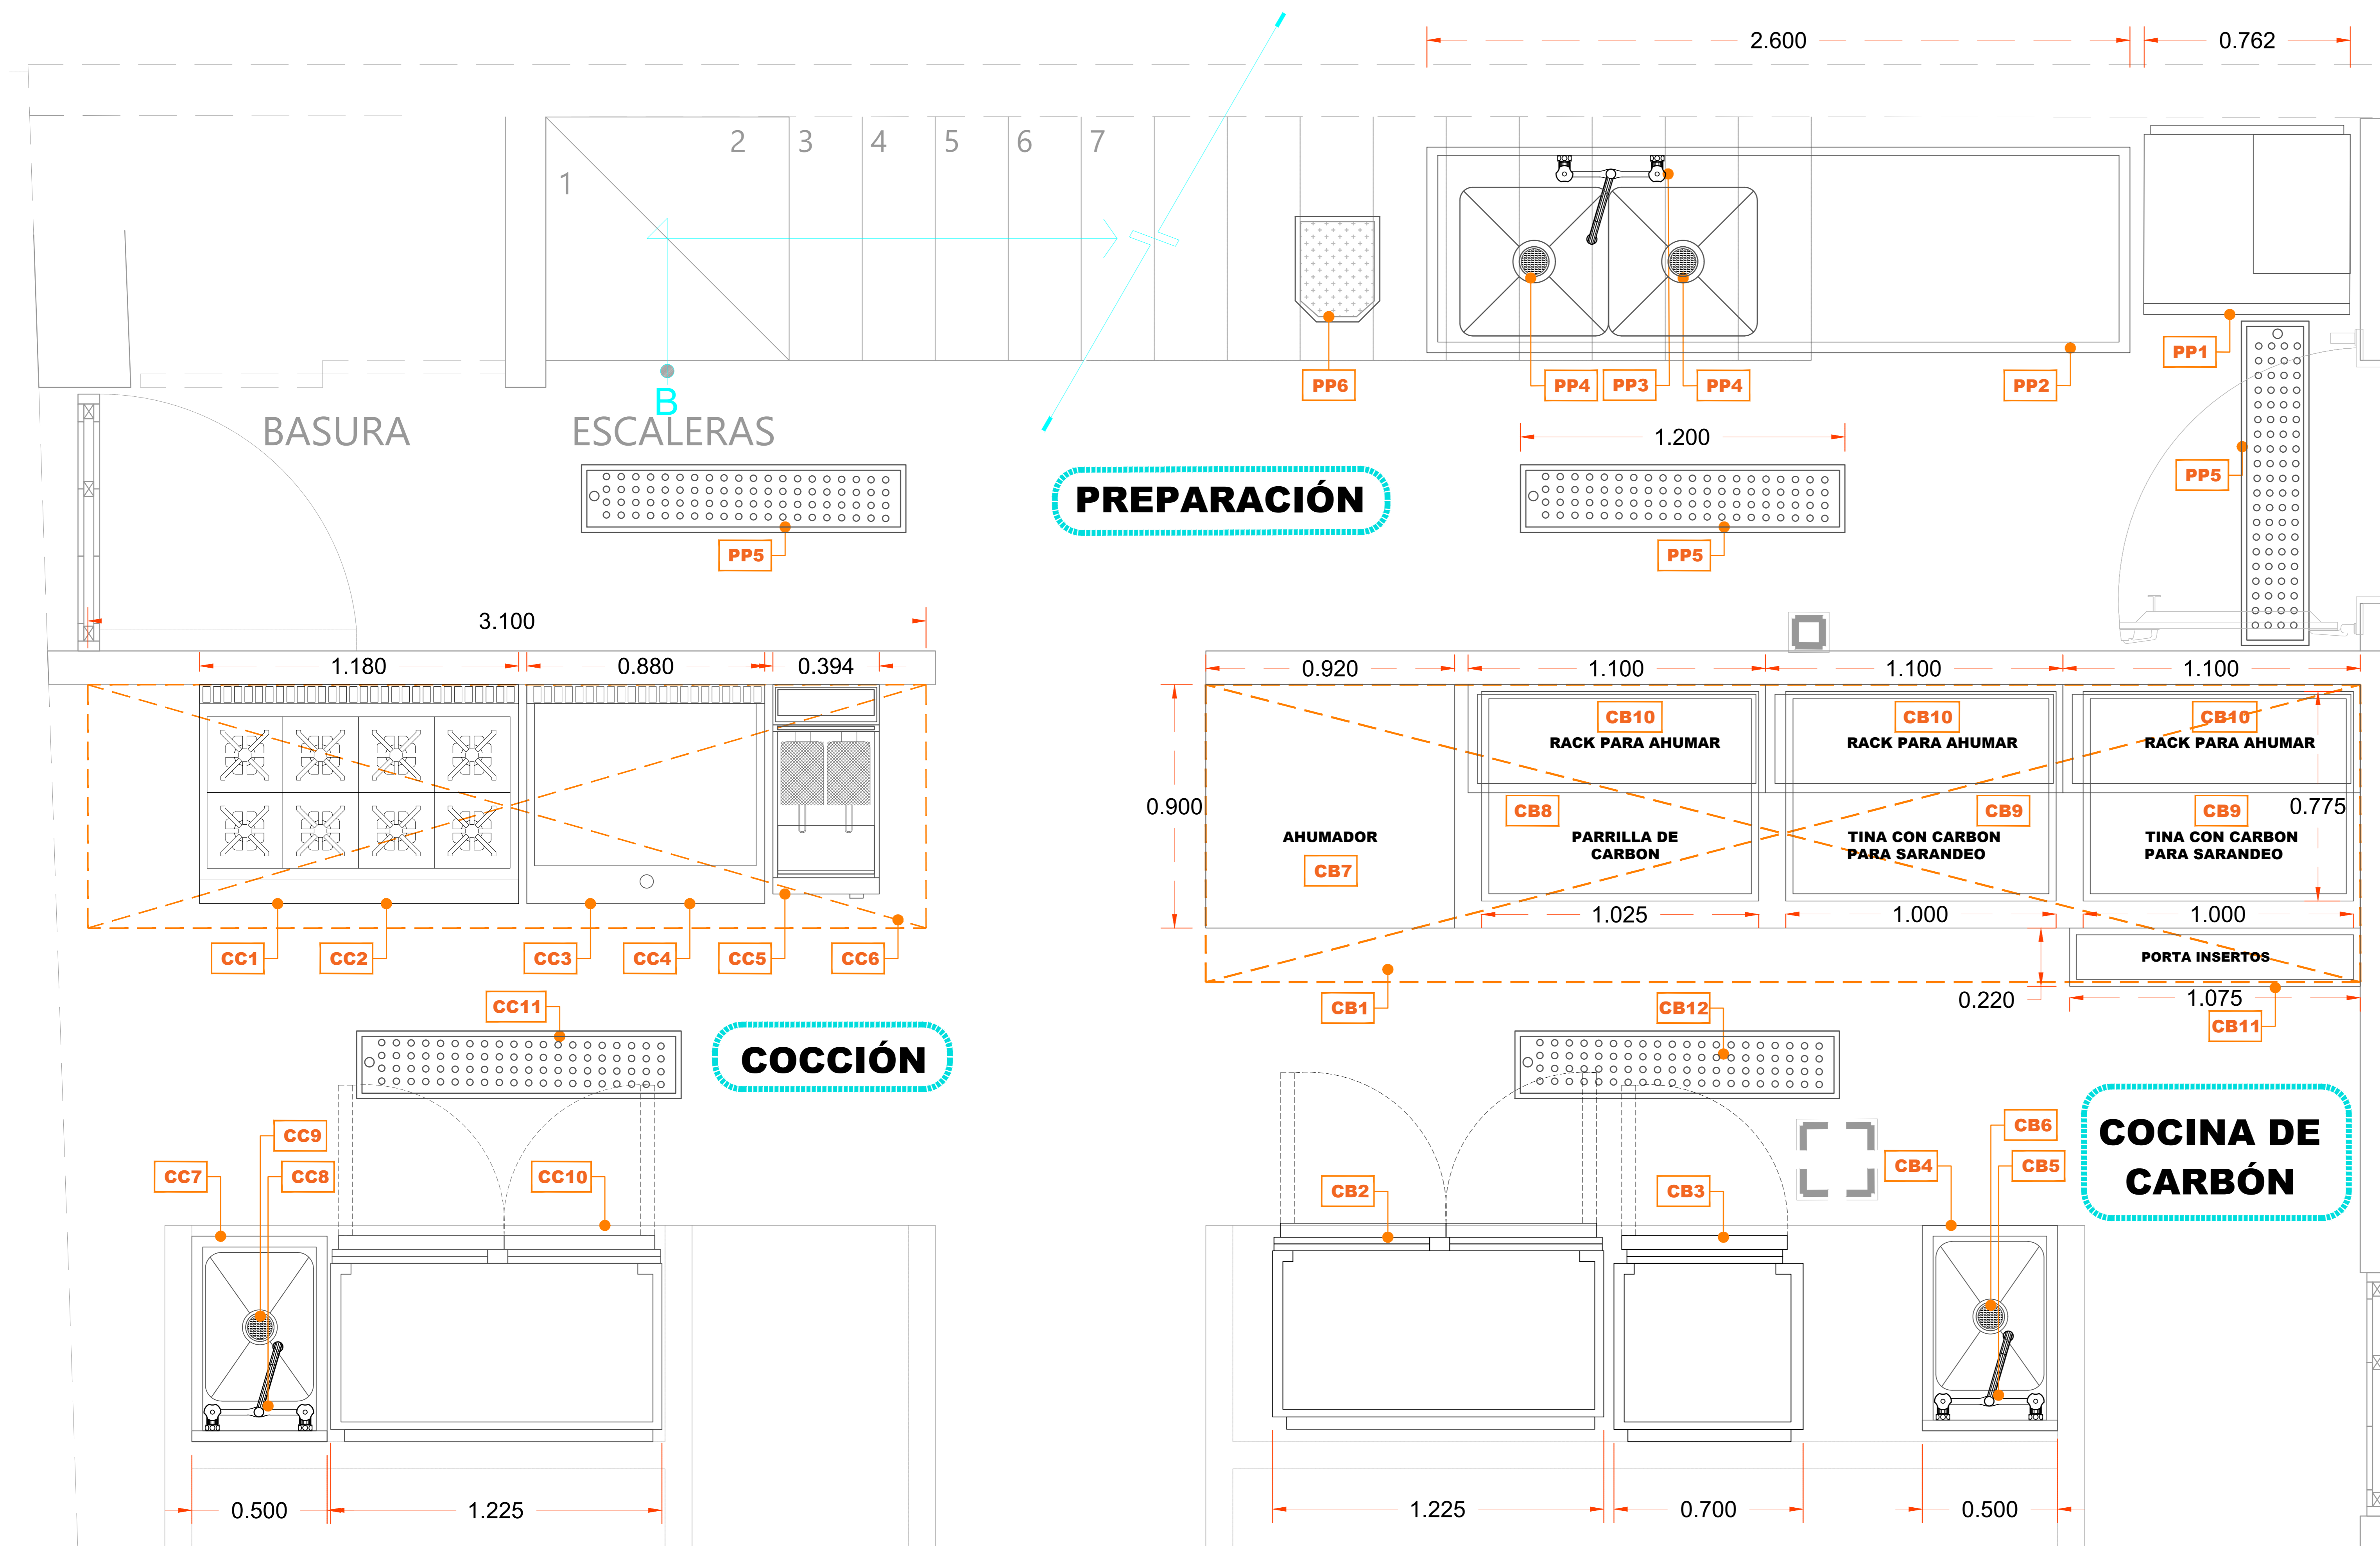 2.600
0.762
1
2
3
4
5
6
7
B
BASURA
ESCALERAS
PP6
PP4
PP3
PP4
PP2
PP1
1.200
PREPARACIÓN
PP5
PP5
PP5
3.100
1.180
0.880
0.394
0.920
1.100
1.100
1.100
CB10
RACK PARA AHUMAR
CB10
RACK PARA AHUMAR
CB10
RACK PARA AHUMAR
0.900
CB8
CB9
CB9
0.775
AHUMADOR
CB7
PARRILLA DE
CARBON
TINA CON CARBON
PARA SARANDEO
TINA CON CARBON
PARA SARANDEO
1.025
1.000
1.000
CC1
CC2
CC3
CC4
CC5
CC6
PORTA INSERTOS
0.220
1.075
CB1
CB12
CB11
CC11
COCCIÓN
COCINA DE
CARBÓN
CC9
CC8
CC7
CC10
CB2
CB3
CB4
CB6
CB5
0.500
1.225
1.225
0.700
0.500